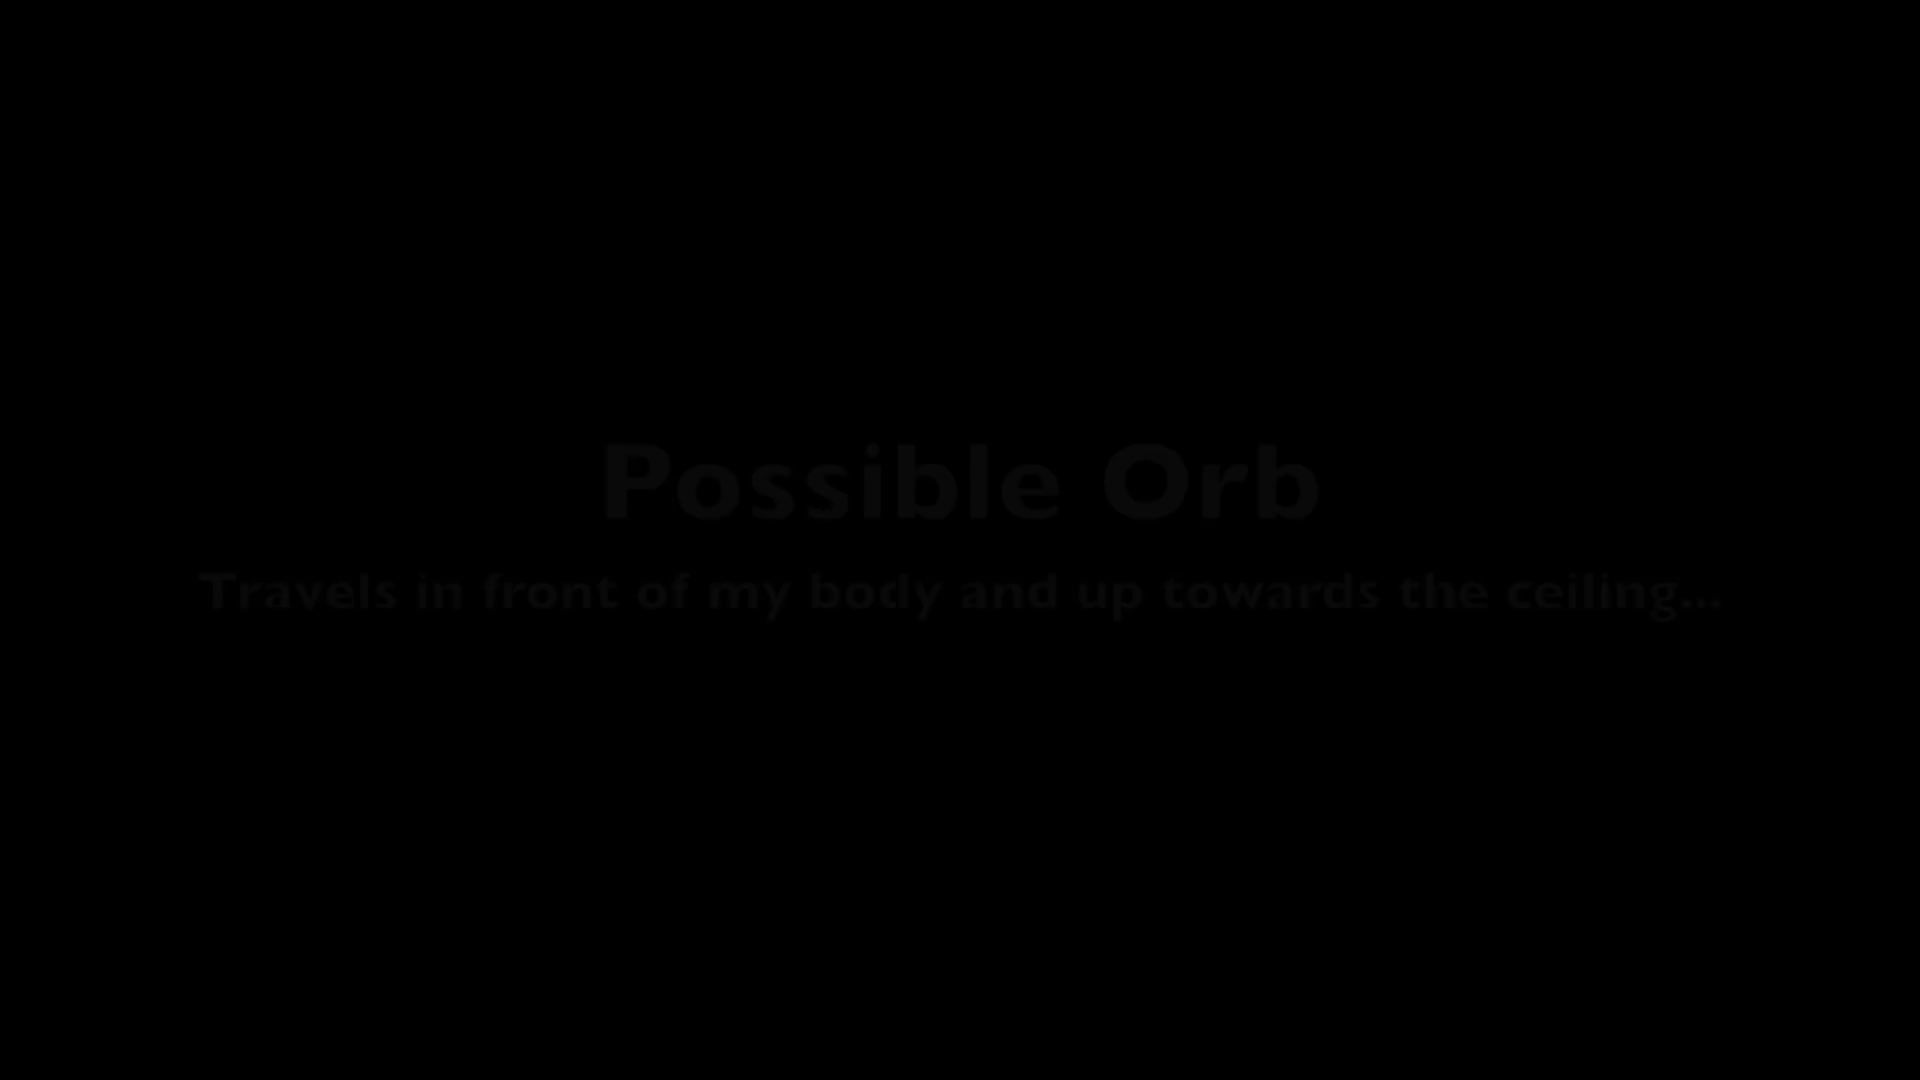 Possible Orb
Travels in front of my body and up towards the ceiling...